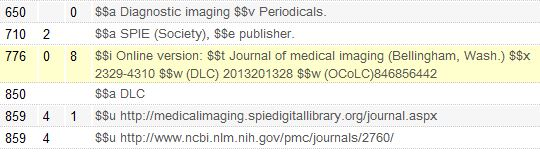 650 0 $$a Diagnostic imaging $$v Periodicals.
710 2 $$a SPIE (Society), $$e publisher.
776 0 8 $$i Online version: $$t Journal of medical imaging (Bellingham, Wash.) $$x
2329-4310 $$w (DLC) 2013201328 $$w (OCoLC)846856442
850 $$a DLC
859 4 1 $$u http://medicalimaging.spiedigitallibrary.org/journal.aspx
859 4 $$u http://www.ncbi.nlm.nih.gov/pmc/journals/2760/